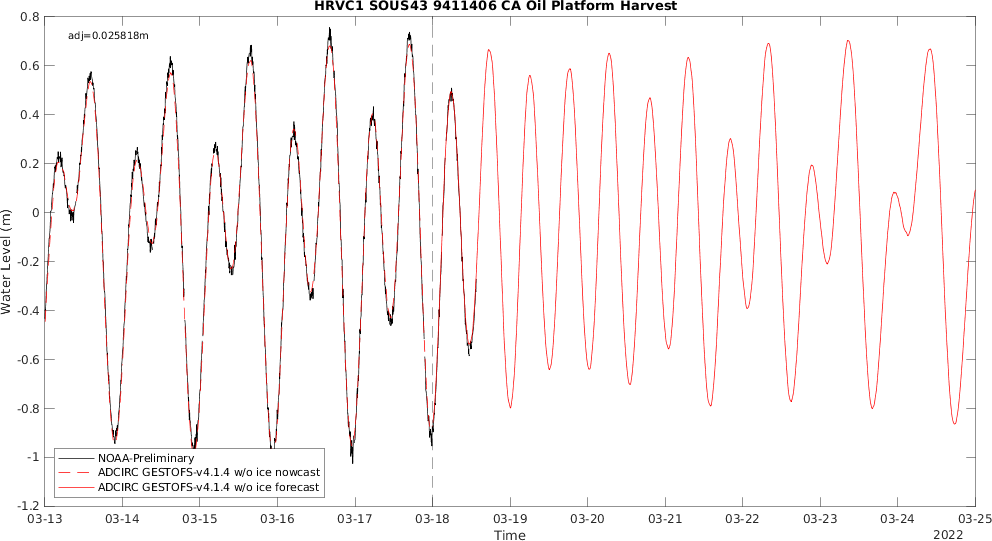 HRVC1 SOUS43 9411406 CA Oil Platform Harvest
adj=0.025818m
0.8
0.6
0.4
0.2
0
-0.2
-0.4
-0.6
-0.8
-1
-1.2
Water Level (m)
NOAA-Preliminary
ADCIRC GESTOFS-v4.1.4 w/o ice nowcast
ADCIRC GESTOFS-v4.1.4 w/o ice forecast
03-13 03-14 03-15 03-16 03-17 03-18 03-19 03-20 03-21 03-22 03-23 03-24 03-25
Time
2022